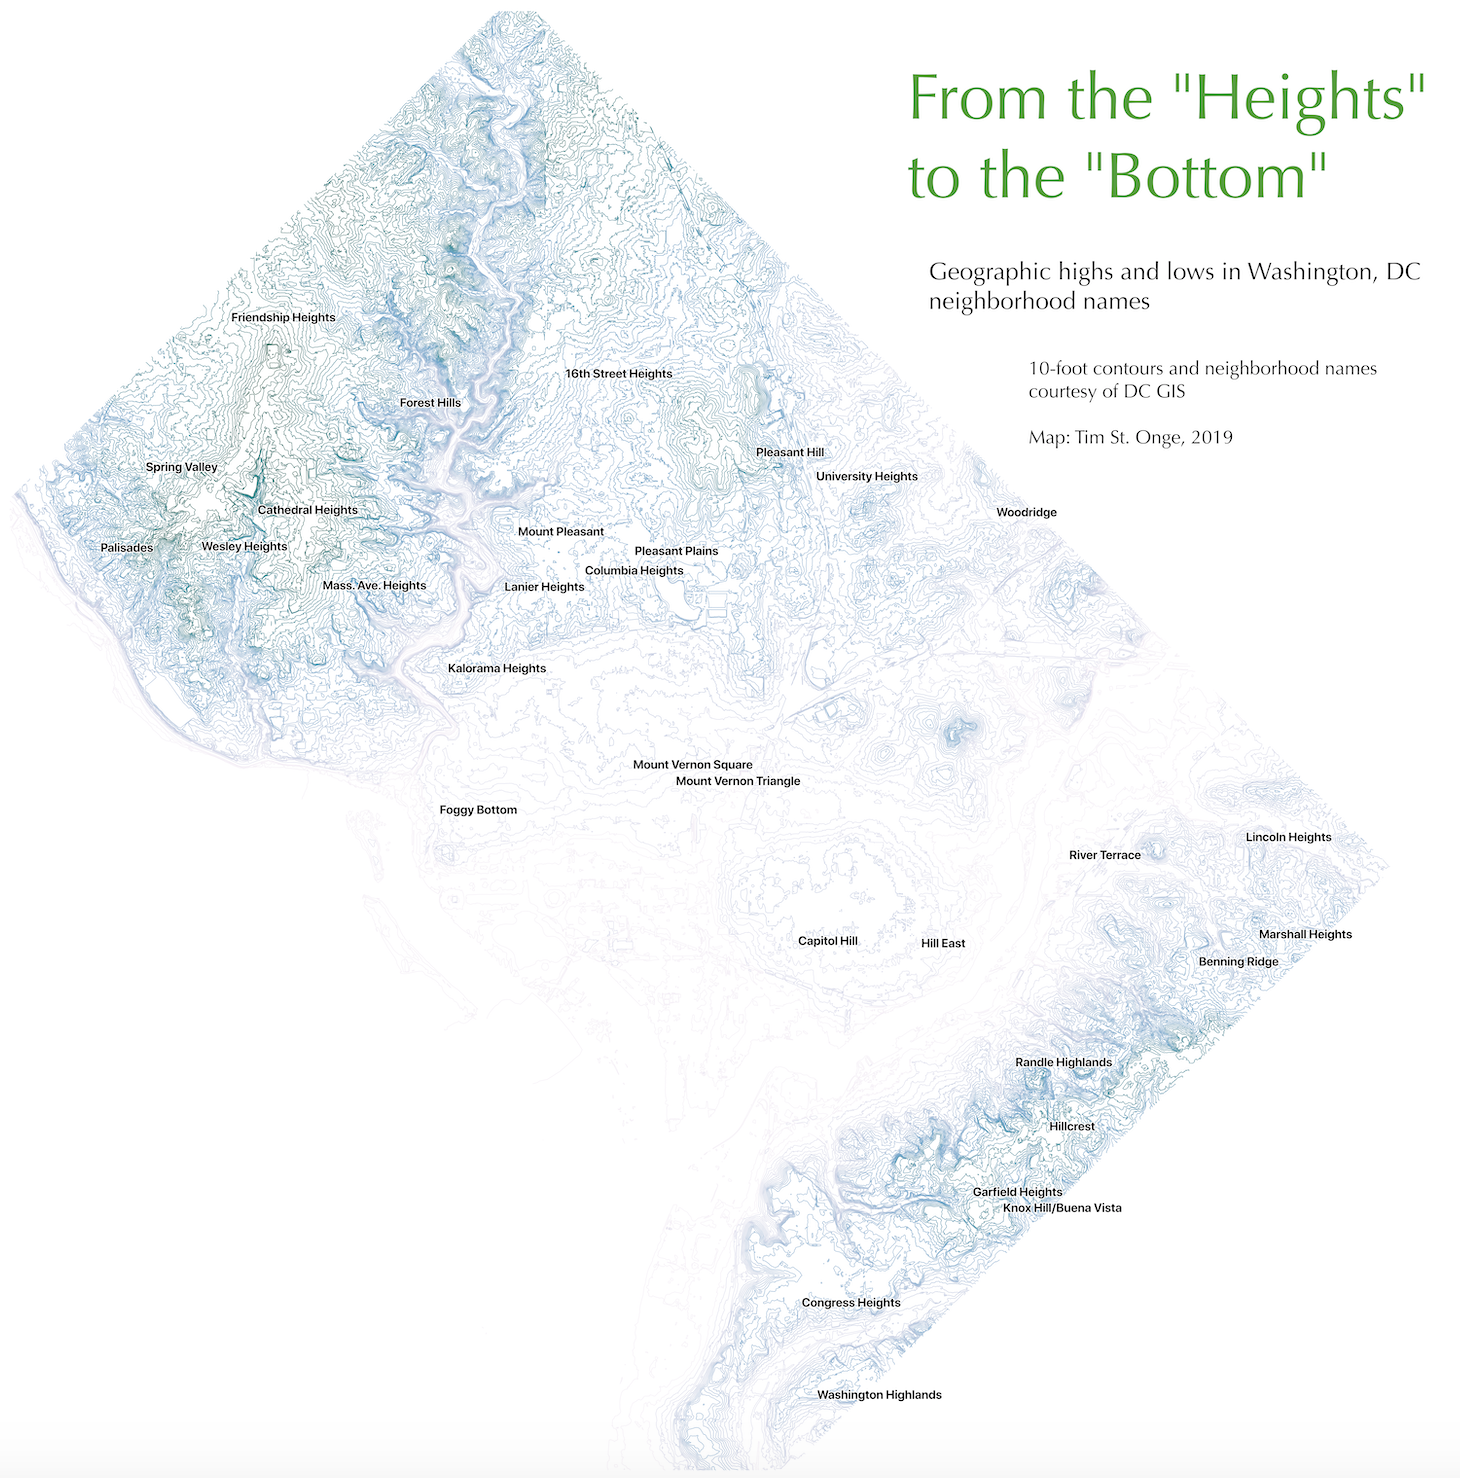 From the "Heights"
to the "Bottom"
Geographic highs and lows in Washington, DC
neighborhood names
10-foot contours and neighborhood names
courtesy of DC GIS
Map: Tim St. Onge, 2019
Friendship Heights
16th Street Heights
Forest Hills
Pleasant Hill
Spring Valley
University Heights
Cathedral Heights
Woodridge
Mount Pleasant
Palisades
Wesley Heights
Pleasant Plains
Columbia Heights
Mass. Ave. Heights
Lanier Heights
Kalorama Heights
Mount Vernon Square
Mount Vernon Triangle
Foggy Bottom
Lincoln Heights
River Terrace
Marshall Heights
Capitol Hill
Hill East
Benning Ridge
Randle Highlands
Hillcrest
Garfield Heights
Knox Hill/Buena Vista
Congress Heights
Washington Highlands